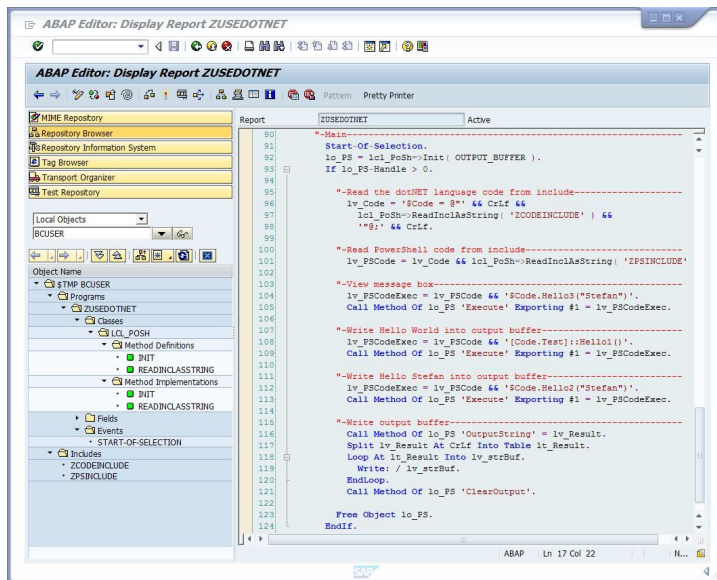 ABAP Editor: Display Report ZUSEDOTNET
ABAP Editor: Display Report ZUSEDOTNET
Pattern Pretty Printer
MIME Repository
Repository Browser
Repository Information System
Tag Browser
Transport Organizer
Test Repository
Local Objects
BCUSER
Object Name
$TMP BCUSER
Programs
ZUSEDOTNET
Classes
LCL_POSH
Method Definitions
INIT
READINCLASSTRING
Method Implementations
INIT
READINCLASSTRING
Fields
Events
START-OF-SELECTION
Includes
ZCODEINCLUDE
ZPSINCLUDE
Report ZUSEDOTNET Active
90 "-Main----------------------------------------------------------------
91 Start-Of-Selection.
92 lo_PS = lcl_PoSh=>Init( OUTPUT_BUFFER ).
93 If lo_PS-Handle > 0.
94
95 "-Read the dotNET language code from include---------------------
96 lv_Code = '$Code = @"' && CrLf &&
97 lcl_PoSh=>ReadInclAsString( 'ZCODEINCLUDE' ) &&
98 '"@;' && CrLf.
99
100 "-Read PowerShell code from include------------------------------
101 lv_PSCode = lv_Code && lcl_PoSh=>ReadInclAsString( 'ZPSINCLUDE'
102
103 "-View message box-----------------------------------------------
104 lv_PSCodeExec = lv_PSCode && '$Code.Hello3("Stefan")'.
105 Call Method Of lo_PS 'Execute' Exporting #1 = lv_PSCodeExec.
106
107 "-Write Hello World into output buffer---------------------------
108 lv_PSCodeExec = lv_PSCode && '[Code.Test]::Hello1()'.
109 Call Method Of lo_PS 'Execute' Exporting #1 = lv_PSCodeExec.
110
111 "-Write Hello Stefan into output buffer--------------------------
112 lv_PSCodeExec = lv_PSCode && '$Code.Hello2("Stefan")'.
113 Call Method Of lo_PS 'Execute' Exporting #1 = lv_PSCodeExec.
114
115 "-Write output buffer--------------------------------------------
116 Call Method Of lo_PS 'OutputString' = lv_Result.
117 Split lv_Result At CrLf Into Table lt_Result.
118 Loop At lt_Result Into lv_strBuf.
119 Write: / lv_strBuf.
120 EndLoop.
121 Call Method Of lo_PS 'ClearOutput'.
122
123 Free Object lo_PS.
124 EndIf.
ABAP Ln 17 Col 22 N...
SAP